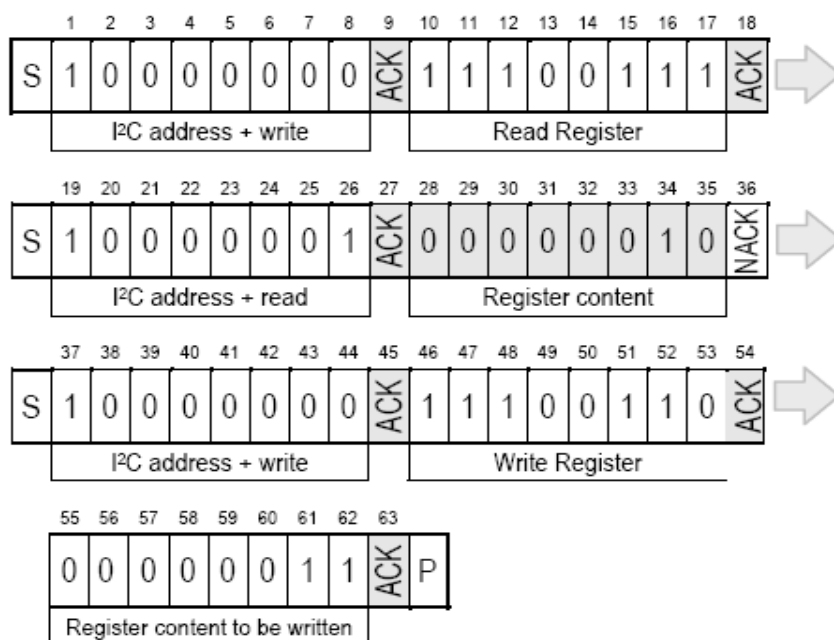 1 2 3 4 5 6 7 8 9 10 11 12 13 14 15 16 17 18
S 1 0 0 0 0 0 0 0 ACK 1 1 1 0 0 1 1 1 ACK
I²C address + write Read Register
19 20 21 22 23 24 25 26 27 28 29 30 31 32 33 34 35 36
S 1 0 0 0 0 0 0 1 ACK 0 0 0 0 0 0 1 0 NACK
I²C address + read Register content
37 38 39 40 41 42 43 44 45 46 47 48 49 50 51 52 53 54
S 1 0 0 0 0 0 0 0 ACK 1 1 1 0 0 1 1 0 ACK
I²C address + write Write Register
55 56 57 58 59 60 61 62 63
0 0 0 0 0 0 1 1 ACK P
Register content to be written